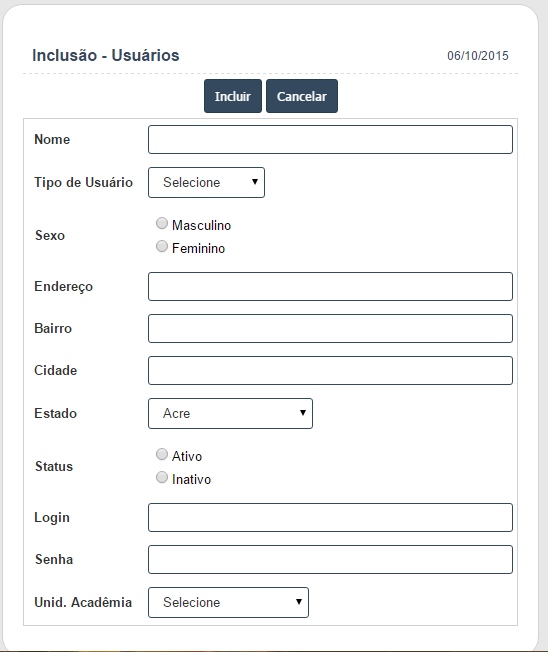 Inclusão - Usuários 06/10/2015
Incluir Cancelar
Nome
Tipo de Usuário Selecione
Sexo
Masculino
Feminino
Endereço
Bairro
Cidade
Estado Acre
Status
Ativo
Inativo
Login
Senha
Unid. Acadêmia Selecione